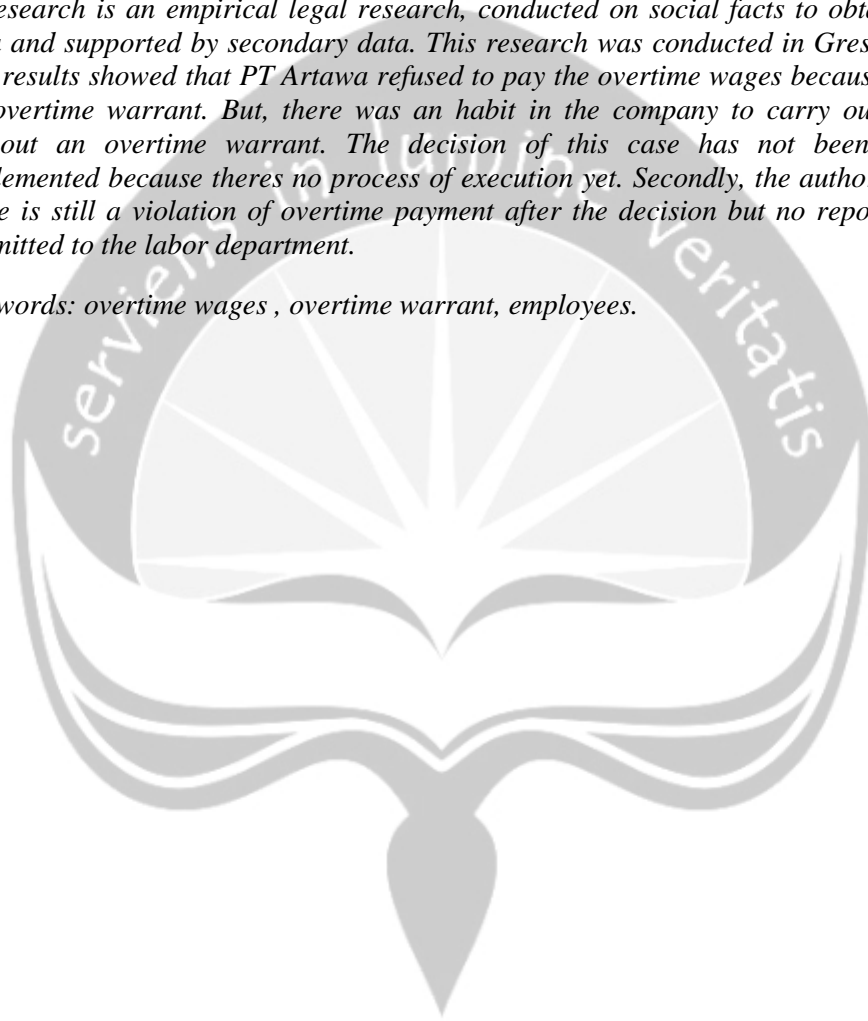 esearch is an empirical legal research, conducted on social facts to obt
and supported by secondary data. This research was conducted in Gres
results showed that PT Artawa refused to pay the overtime wages becaus
overtime warrant. But, there was an habit in the company to carry ou
out an overtime warrant. The decision of this case has not been
lemented because theres no process of execution yet. Secondly, the autho
e is still a violation of overtime payment after the decision but no repo
mitted to the labor department.
words: overtime wages , overtime warrant, employees.
serviens in lumine veritatis